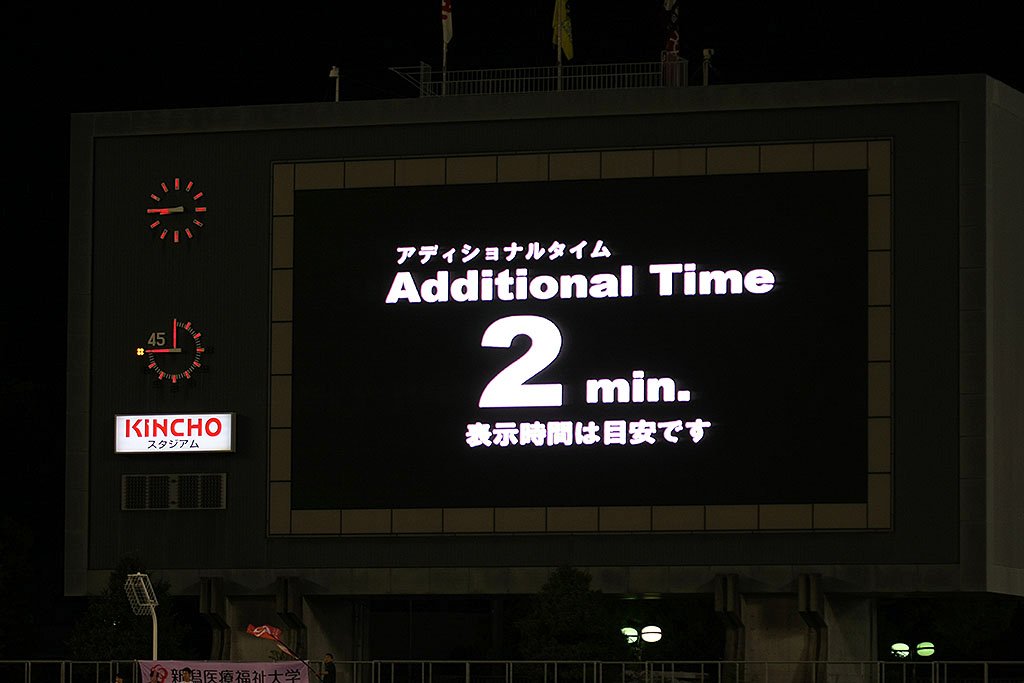 アディショナルタイム
Additional Time
2 min.
表示時間は目安です
45
KiNCHO
スタジアム
新潟医療福祉大学